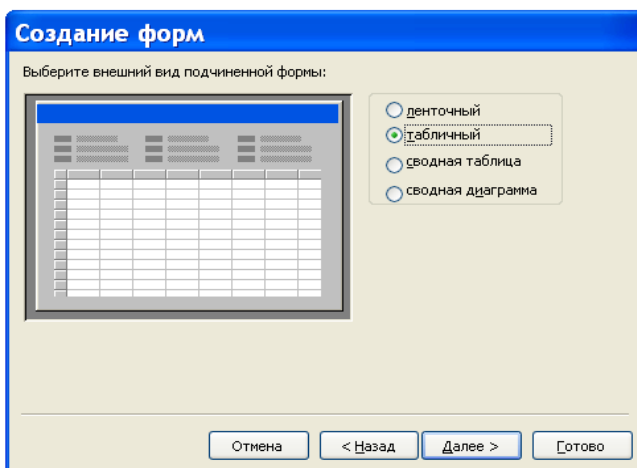 Создание форм
Выберите внешний вид подчиненной формы:
ленточный
табличный
сводная таблица
сводная диаграмма
Отмена
< Назад
Далее >
Готово